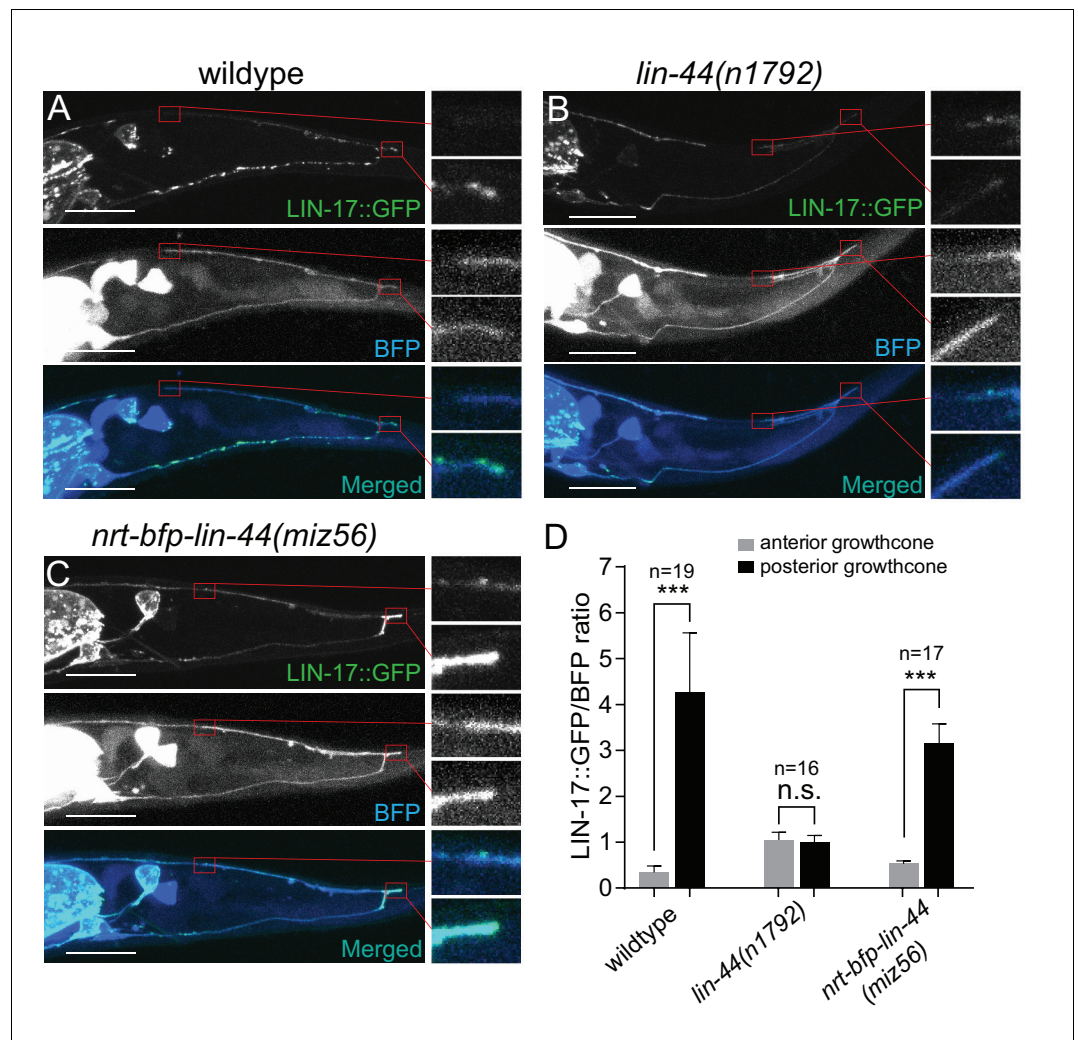 wildype
A
LIN-17::GFP
BFP
Merged
lin-44(n1792)
B
LIN-17::GFP
BFP
Merged
nrt-bfp-lin-44(miz56)
C
LIN-17::GFP
BFP
Merged
D
anterior growthcone
posterior growthcone
LIN-17::GFP/BFP ratio
7
6
5
4
3
2
1
0
n=19
***
n=16
n.s.
n=17
***
wildtype
lin-44(n1792)
nrt-bfp-lin-44
(miz56)